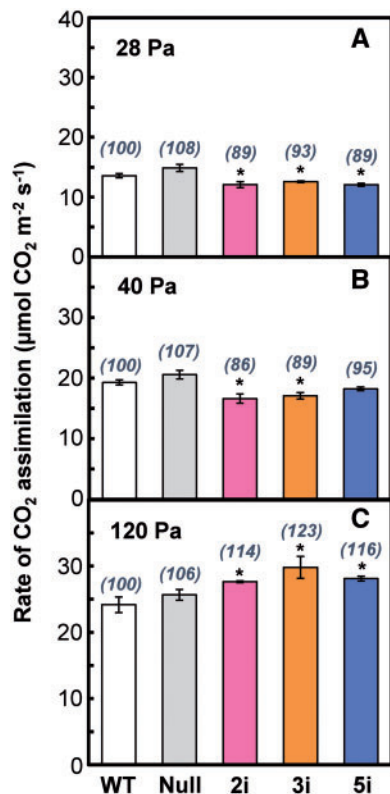 Rate of CO₂ assimilation (μmol CO₂ m⁻² s⁻¹)
40
28 Pa A
30
(100) (108) (89) (93) (89)
20
* * *
10
0
40 Pa B
30
(100) (107) (86) (89) (95)
20
* *
10
0
120 Pa C
(123)
(100) (106) (114) * (116)
30
* *
20
10
0
WT Null 2i 3i 5i